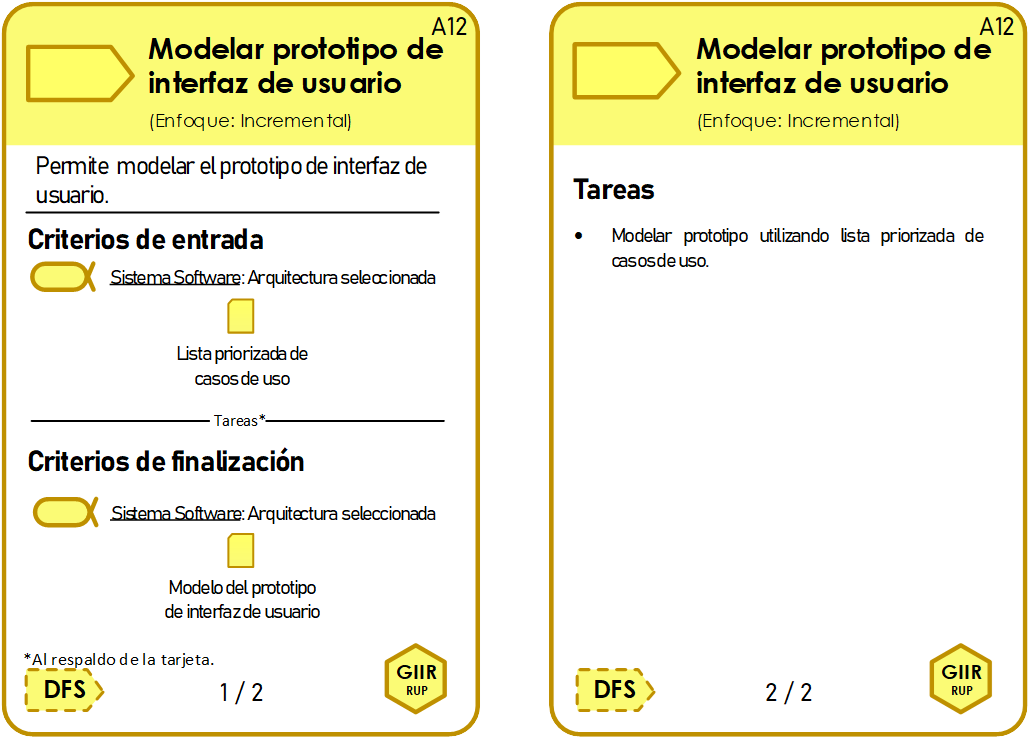 A12
Modelar prototipo de
interfaz de usuario
(Enfoque: Incremental)
Permite modelar el prototipo de interfaz de
usuario.
Criterios de entrada
Sistema Software: Arquitectura seleccionada
Lista priorizada de
casos de uso
Tareas*
Criterios de finalización
Sistema Software: Arquitectura seleccionada
Modelo del prototipo
de interfaz de usuario
*Al respaldo de la tarjeta.
DFS
1 / 2
GIIR
RUP
A12
Modelar prototipo de
interfaz de usuario
(Enfoque: Incremental)
Tareas
• Modelar prototipo utilizando lista priorizada de
casos de uso.
DFS
2 / 2
GIIR
RUP